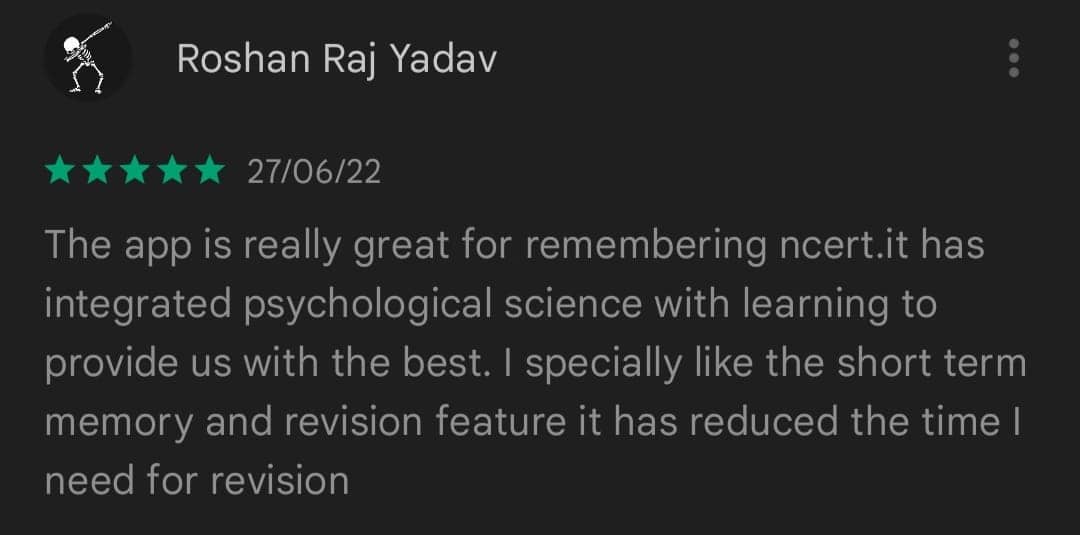 Roshan Raj Yadav
27/06/22
The app is really great for remembering ncert.it has
integrated psychological science with learning to
provide us with the best. I specially like the short term
memory and revision feature it has reduced the time I
need for revision